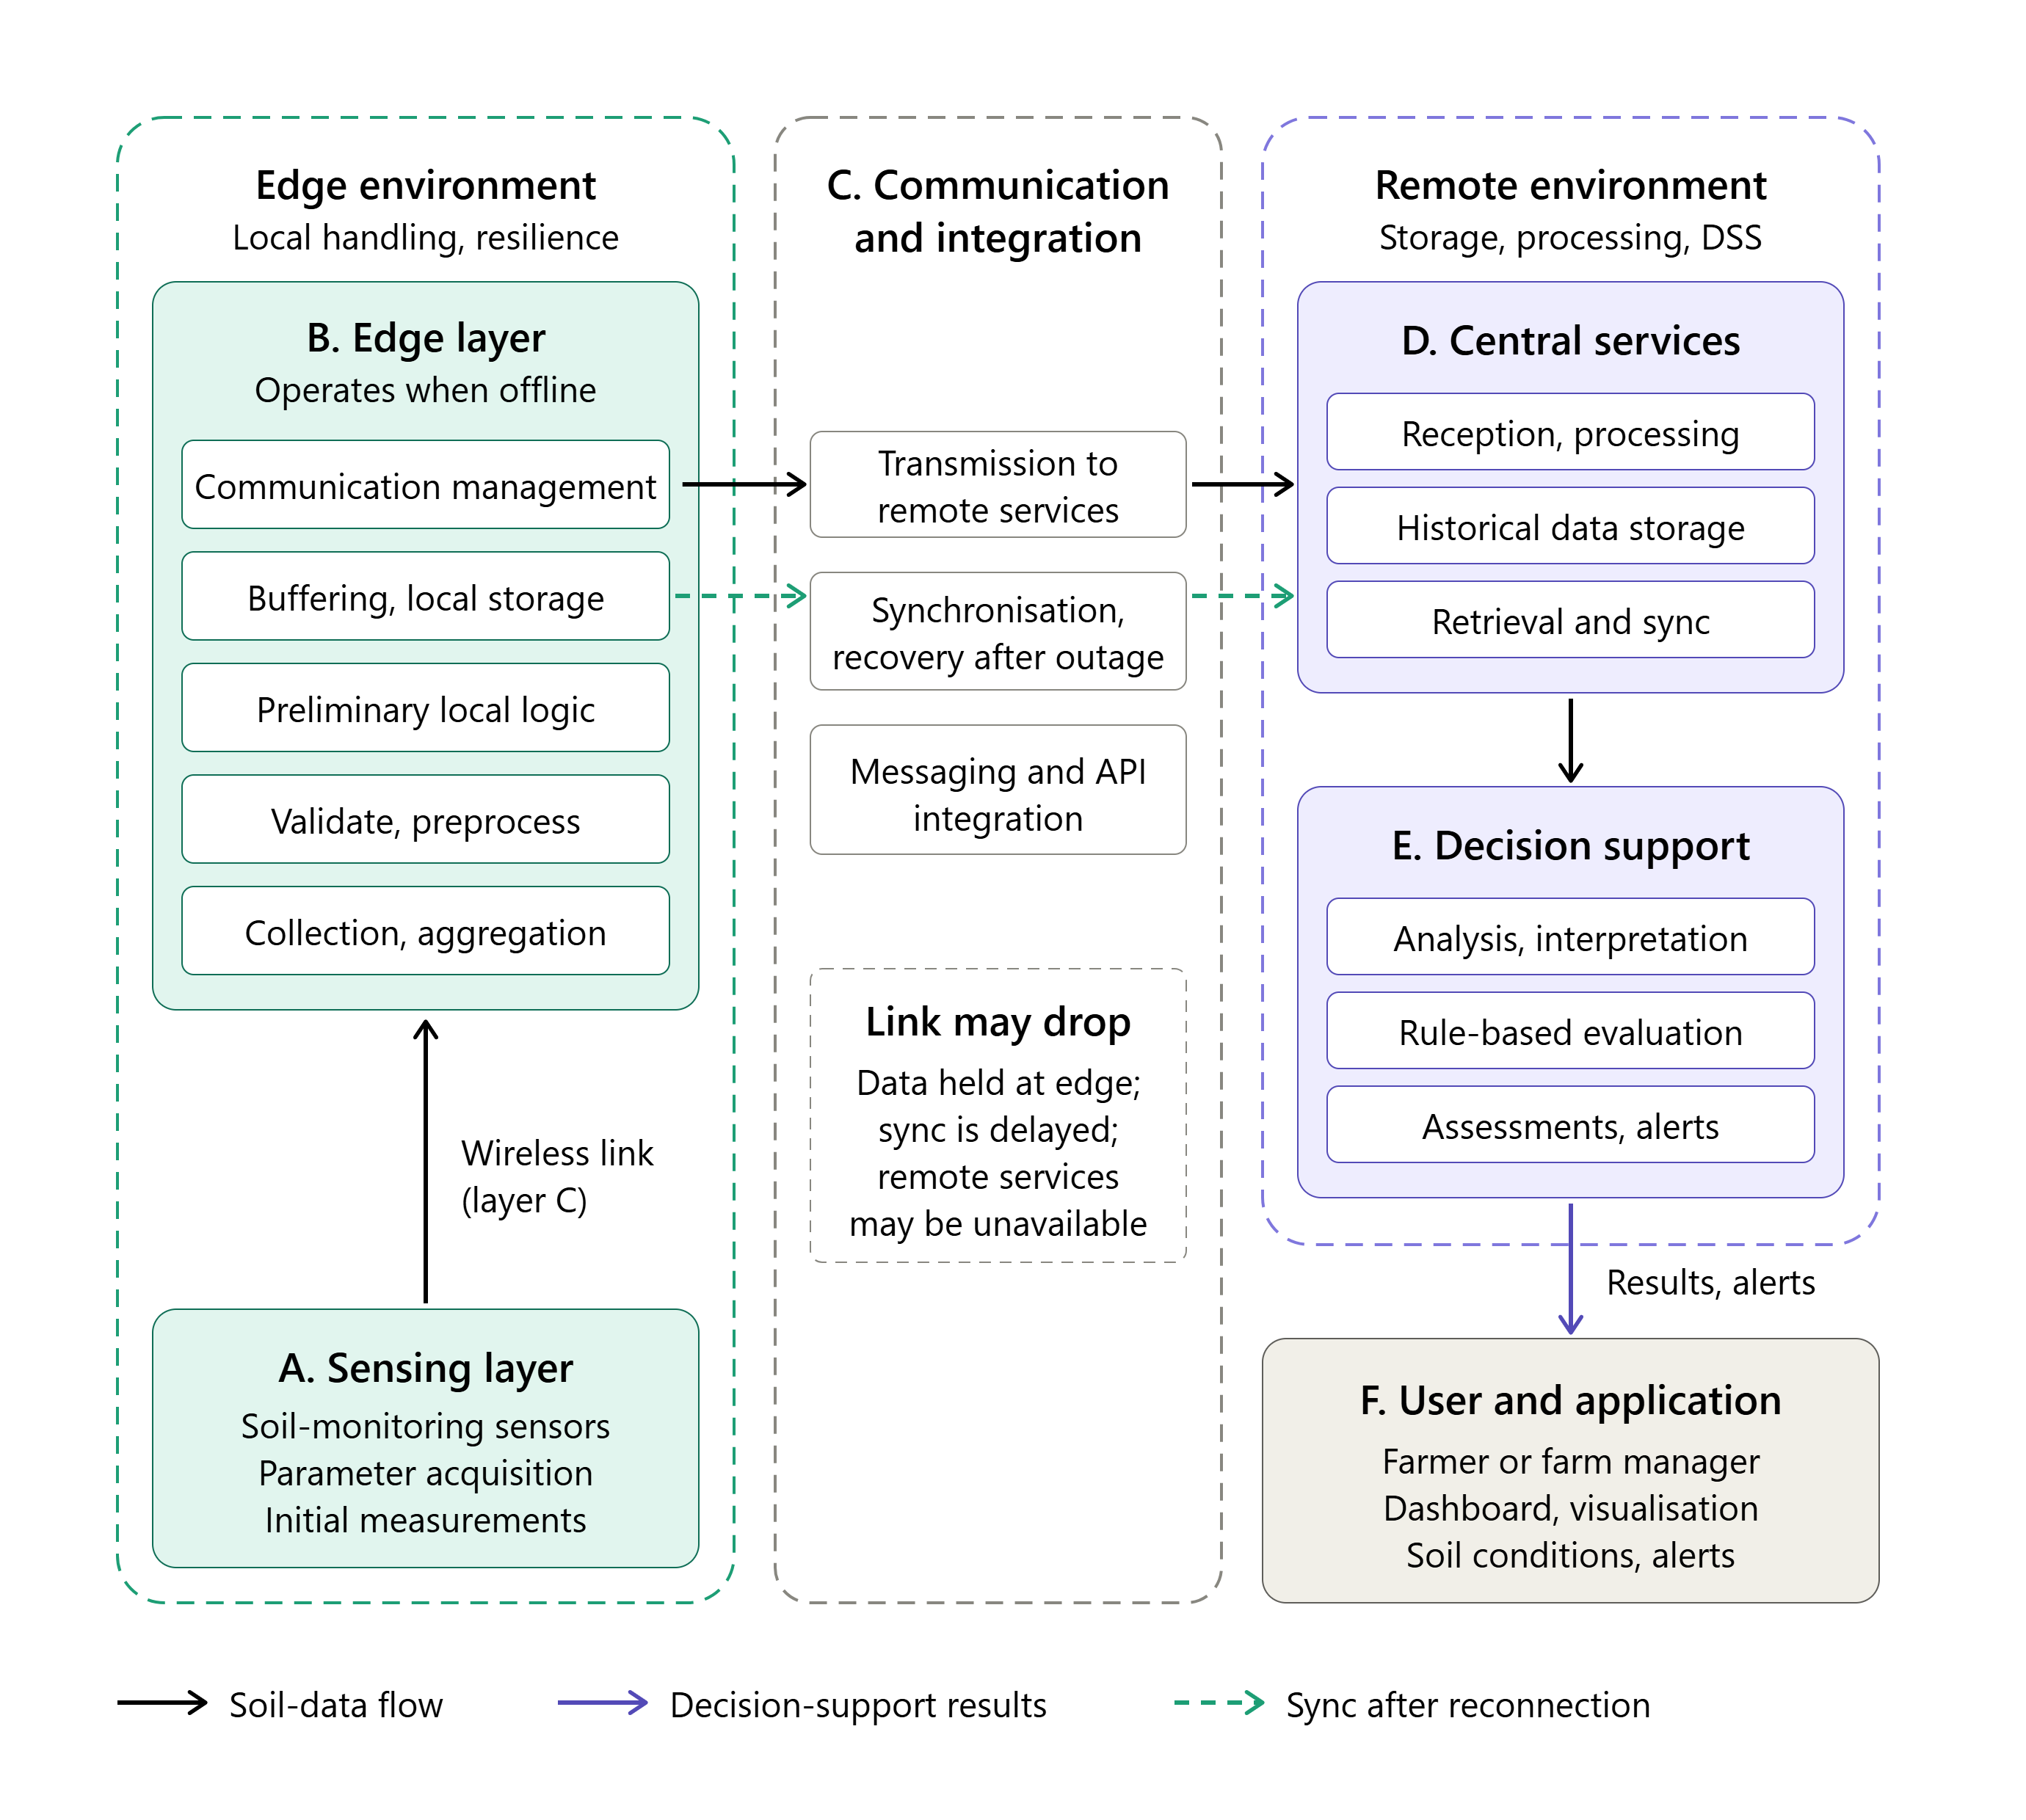 Edge environment
Local handling, resilience
B. Edge layer
Operates when offline
Communication management
Buffering, local storage
Preliminary local logic
Validate, preprocess
Collection, aggregation
Wireless link
(layer C)
A. Sensing layer
Soil-monitoring sensors
Parameter acquisition
Initial measurements
C. Communication
and integration
Transmission to
remote services
Synchronisation,
recovery after outage
Messaging and API
integration
Link may drop
Data held at edge;
sync is delayed;
remote services
may be unavailable
Remote environment
Storage, processing, DSS
D. Central services
Reception, processing
Historical data storage
Retrieval and sync
E. Decision support
Analysis, interpretation
Rule-based evaluation
Assessments, alerts
Results, alerts
F. User and application
Farmer or farm manager
Dashboard, visualisation
Soil conditions, alerts
Soil-data flow
Decision-support results
Sync after reconnection